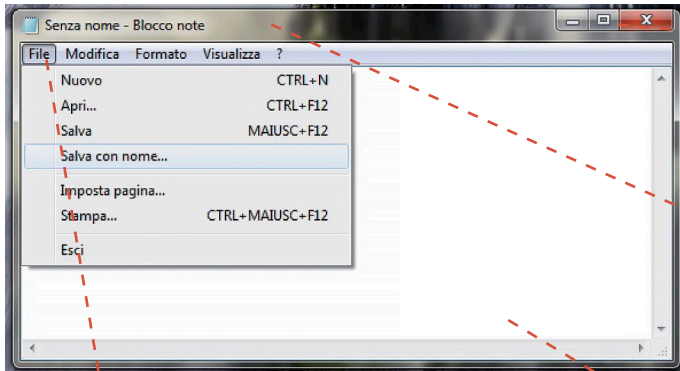 Senza nome - Blocco note
File Modifica Formato Visualizza ?
Nuovo CTRL+N
Apri... CTRL+F12
Salva MAIUSC+F12
Salva con nome...
Imposta pagina...
Stampa... CTRL+MAIUSC+F12
Esci